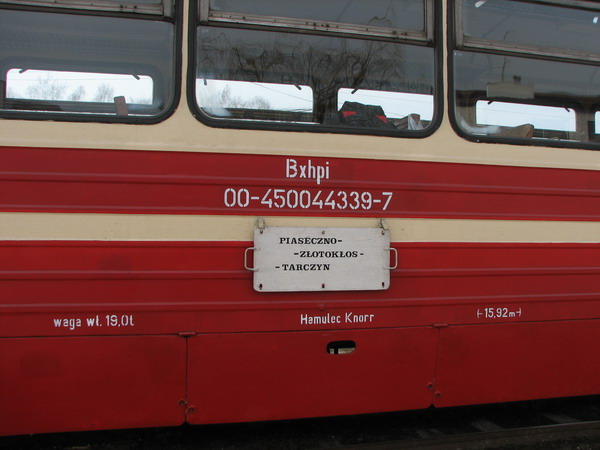 Bxhpi
00-450044339-7
PIASECZNO-
-ZŁOTOKŁOS-
-TARCZYN
waga wł. 19,0t
Hamulec Knorr
⊢15,92m⊣